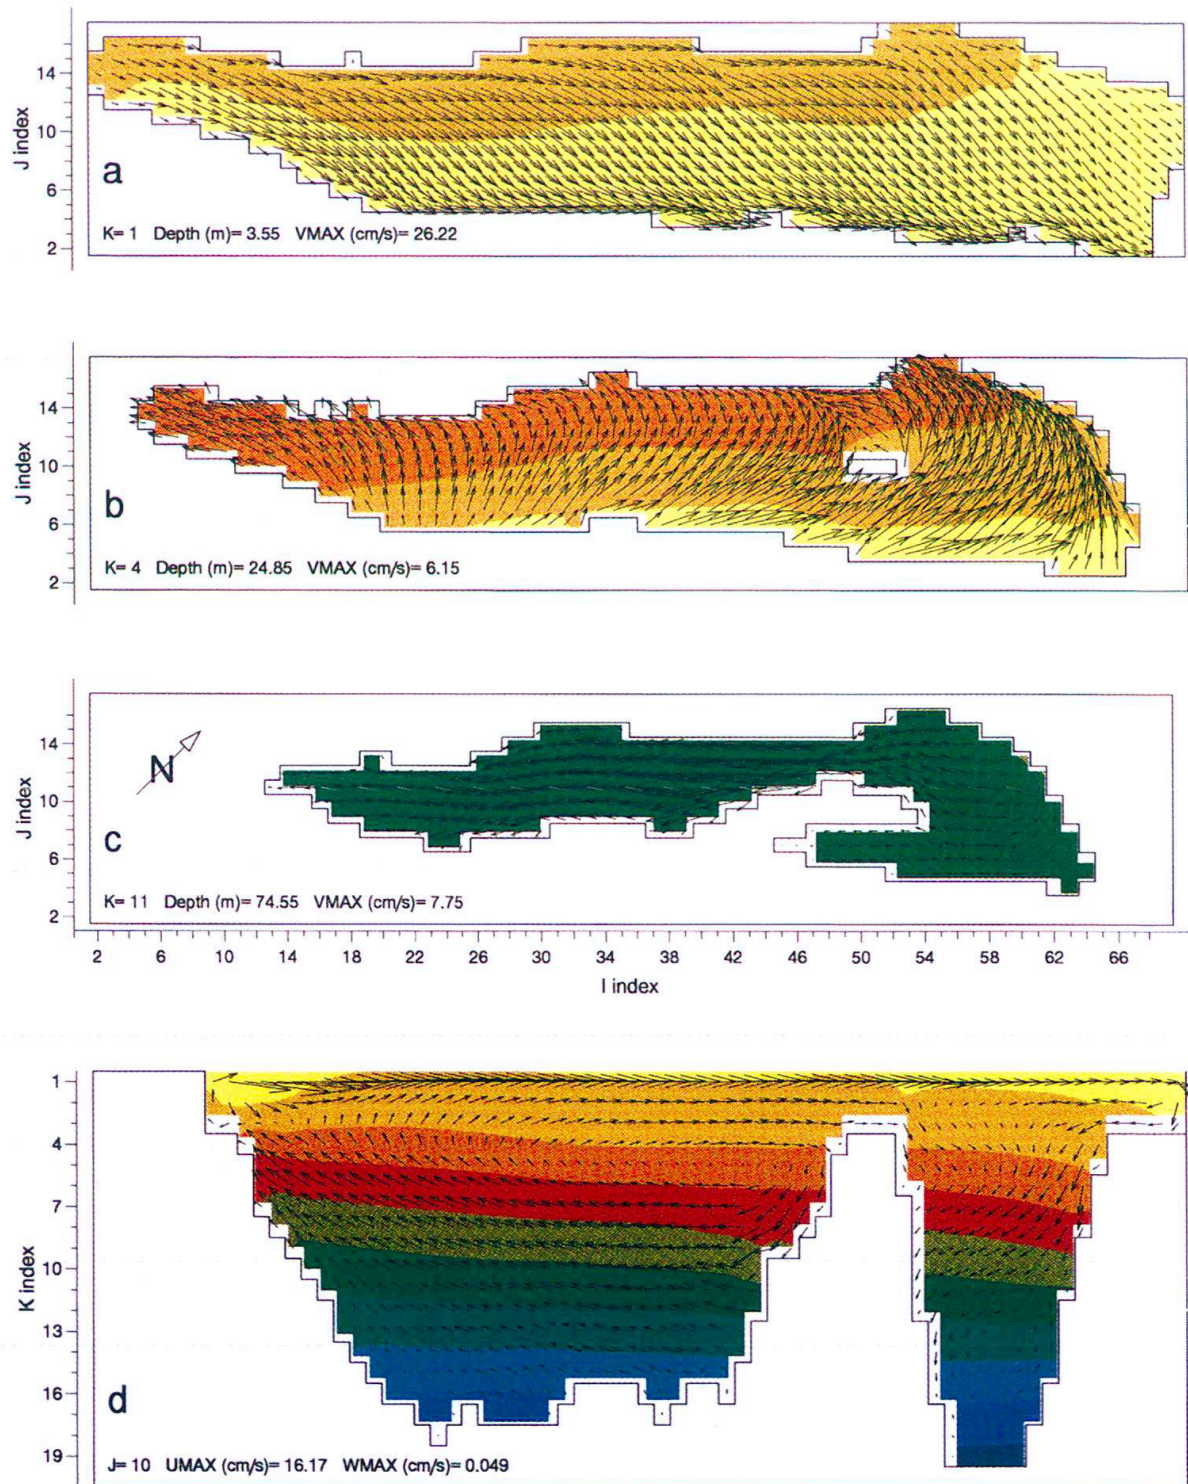 14
10
6
2
J index
a
K= 1 Depth (m)= 3.55 VMAX (cm/s)= 26.22
14
10
6
2
J index
b
K= 4 Depth (m)= 24.85 VMAX (cm/s)= 6.15
14
10
6
2
J index
N
c
K= 11 Depth (m)= 74.55 VMAX (cm/s)= 7.75
2 6 10 14 18 22 26 30 34 38 42 46 50 54 58 62 66
I index
1
4
7
10
13
16
19
K index
d
J= 10 UMAX (cm/s)= 16.17 WMAX (cm/s)= 0.049